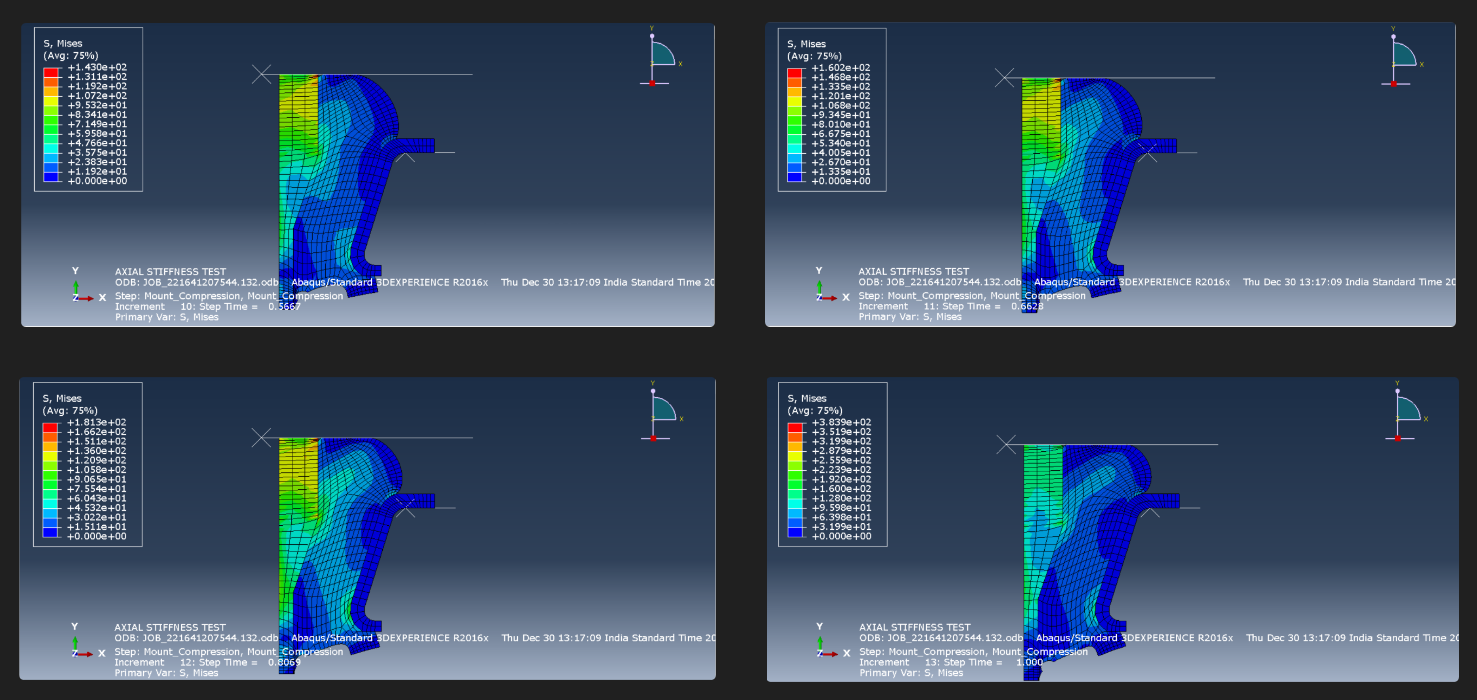 S, Mises
(Avg: 75%)
+1.430e+02
+1.311e+02
+1.192e+02
+1.072e+02
+9.532e+01
+8.341e+01
+7.149e+01
+5.958e+01
+4.766e+01
+3.575e+01
+2.383e+01
+1.192e+01
+0.000e+00
Y
X
Z
Y
Z X
AXIAL STIFFNESS TEST
ODB: JOB_221641207544.132.odb Abaqus/Standard 3DEXPERIENCE R2016x Thu Dec 30 13:17:09 India Standard Time 20
Step: Mount_Compression, Mount_Compression
Increment 10: Step Time = 0.5667
Primary Var: S, Mises
S, Mises
(Avg: 75%)
+1.602e+02
+1.468e+02
+1.335e+02
+1.201e+02
+1.068e+02
+9.345e+01
+8.010e+01
+6.675e+01
+5.340e+01
+4.005e+01
+2.670e+01
+1.335e+01
+0.000e+00
Y
X
Z
Y
Z X
AXIAL STIFFNESS TEST
ODB: JOB_221641207544.132.odb Abaqus/Standard 3DEXPERIENCE R2016x Thu Dec 30 13:17:09 India Standard Time 20
Step: Mount_Compression, Mount_Compression
Increment 11: Step Time = 0.6628
Primary Var: S, Mises
S, Mises
(Avg: 75%)
+1.813e+02
+1.662e+02
+1.511e+02
+1.360e+02
+1.209e+02
+1.058e+02
+9.065e+01
+7.554e+01
+6.043e+01
+4.532e+01
+3.022e+01
+1.511e+01
+0.000e+00
Y
X
Z
Y
Z X
AXIAL STIFFNESS TEST
ODB: JOB_221641207544.132.odb Abaqus/Standard 3DEXPERIENCE R2016x Thu Dec 30 13:17:09 India Standard Time 20
Step: Mount_Compression, Mount_Compression
Increment 12: Step Time = 0.8069
Primary Var: S, Mises
S, Mises
(Avg: 75%)
+3.839e+02
+3.519e+02
+3.199e+02
+2.879e+02
+2.559e+02
+2.239e+02
+1.920e+02
+1.600e+02
+1.280e+02
+9.598e+01
+6.398e+01
+3.199e+01
+0.000e+00
Y
X
Z
Y
Z X
AXIAL STIFFNESS TEST
ODB: JOB_221641207544.132.odb Abaqus/Standard 3DEXPERIENCE R2016x Thu Dec 30 13:17:09 India Standard Time 20
Step: Mount_Compression, Mount_Compression
Increment 13: Step Time = 1.000
Primary Var: S, Mises